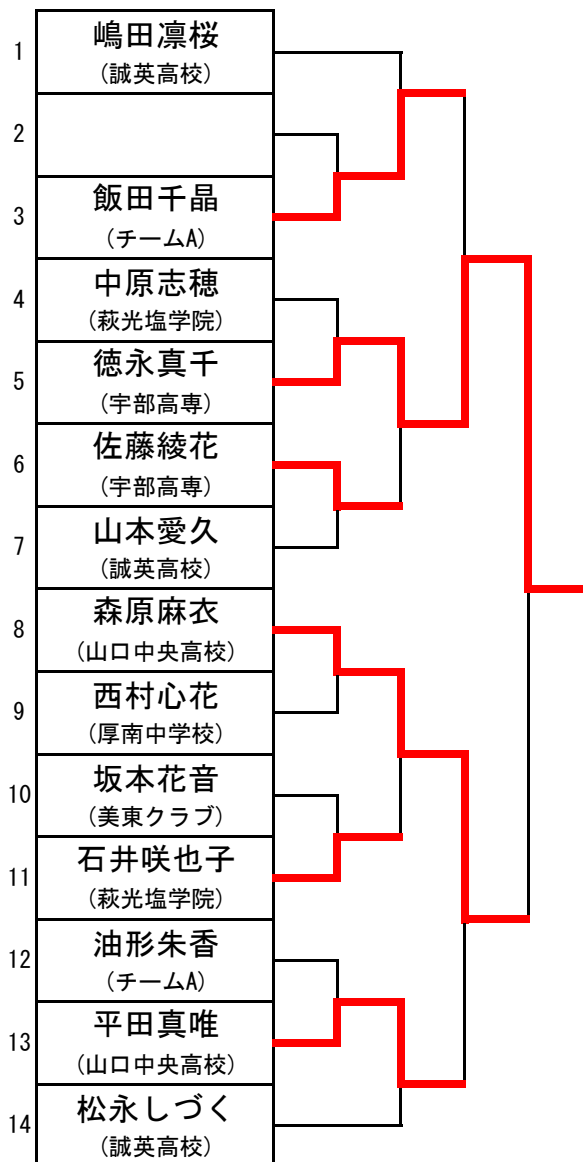 1
嶋田凛桜
(誠英高校)
2
3
飯田千晶
(チームA)
4
中原志穂
(萩光塩学院)
5
徳永真千
(宇部高専)
6
佐藤綾花
(宇部高専)
7
山本愛久
(誠英高校)
8
森原麻衣
(山口中央高校)
9
西村心花
(厚南中学校)
10
坂本花音
(美東クラブ)
11
石井咲也子
(萩光塩学院)
12
油形朱香
(チームA)
13
平田真唯
(山口中央高校)
14
松永しづく
(誠英高校)